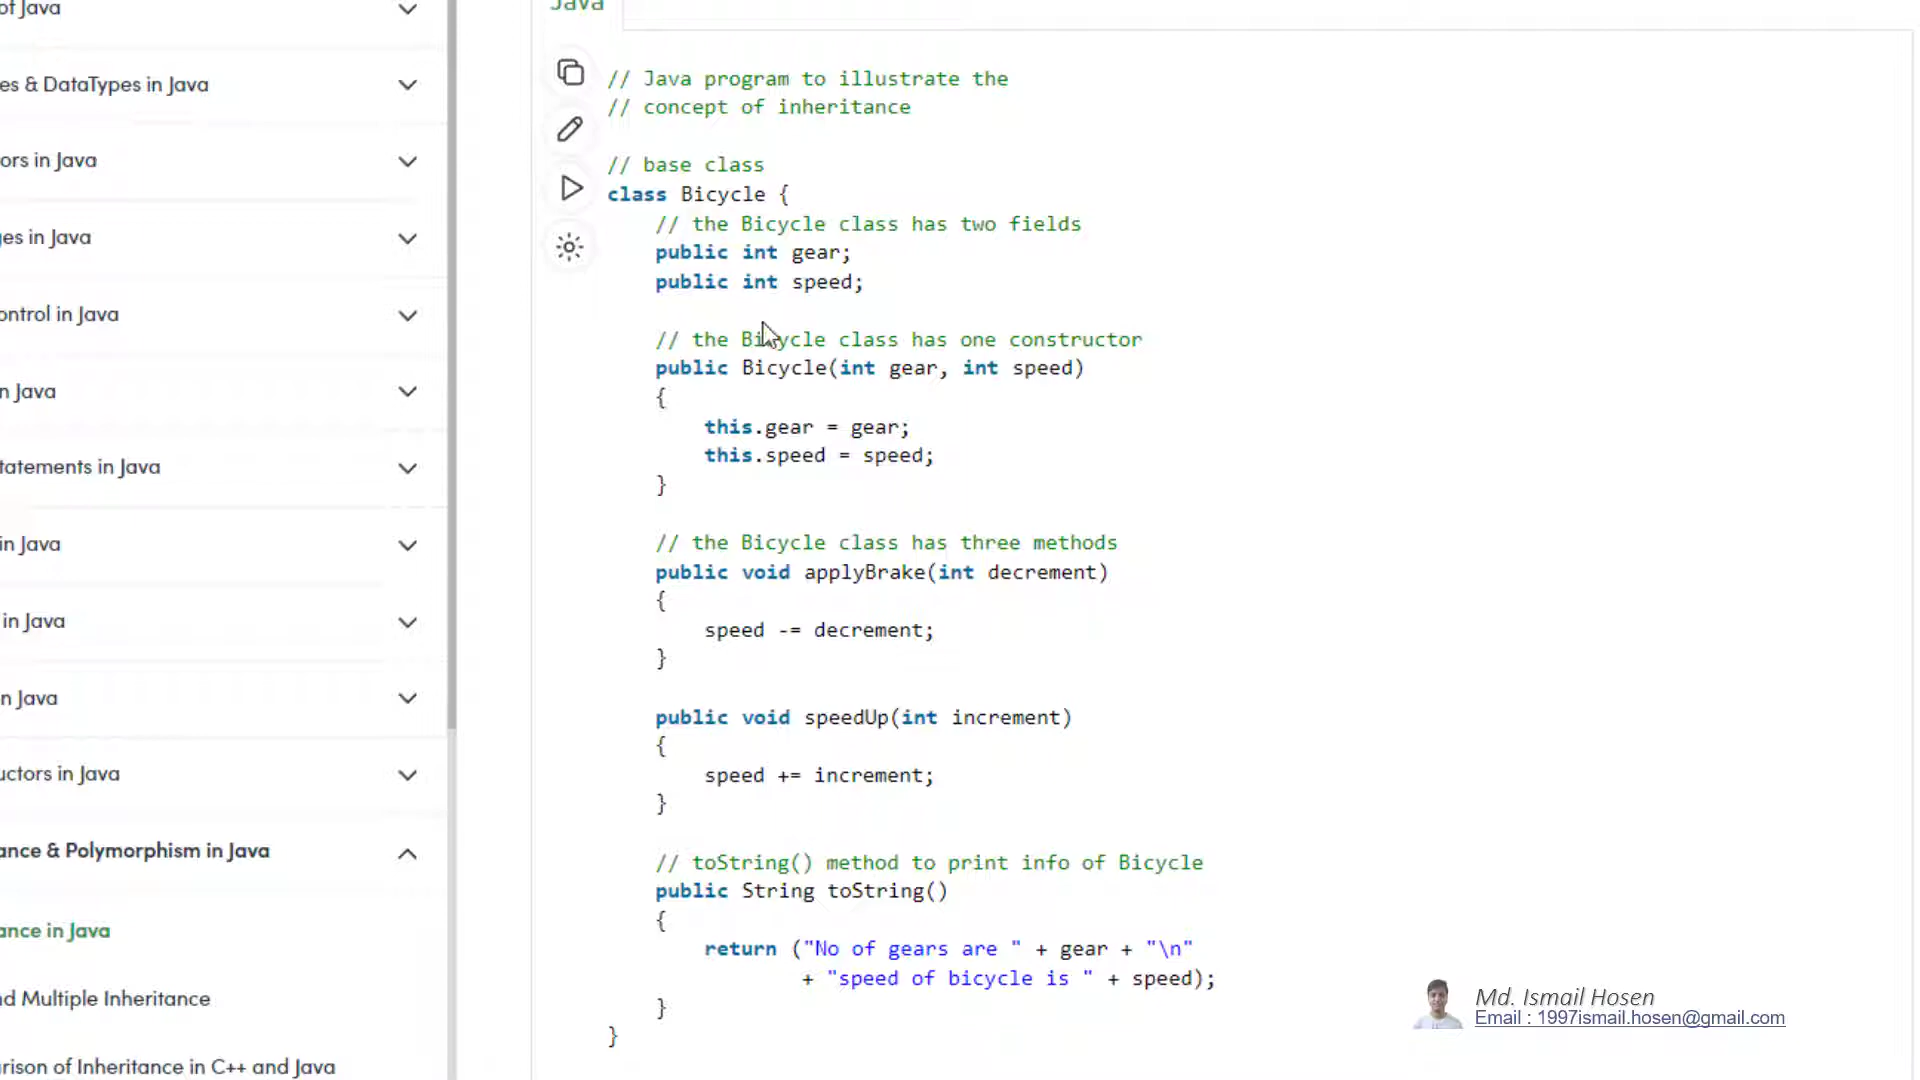 of Java
es & DataTypes in Java
ors in Java
ges in Java
ontrol in Java
n Java
tatements in Java
in Java
in Java
n Java
uctors in Java
ance & Polymorphism in Java
ance in Java
nd Multiple Inheritance
rison of Inheritance in C++ and Java
Java
// Java program to illustrate the
// concept of inheritance
// base class
class Bicycle {
// the Bicycle class has two fields
public int gear;
public int speed;
// the Bicycle class has one constructor
public Bicycle(int gear, int speed)
{
this.gear = gear;
this.speed = speed;
}
// the Bicycle class has three methods
public void applyBrake(int decrement)
{
speed -= decrement;
}
public void speedUp(int increment)
{
speed += increment;
}
// toString() method to print info of Bicycle
public String toString()
{
return ("No of gears are " + gear + "\n"
+ "speed of bicycle is " + speed);
}
}
Md. Ismail Hosen
Email : 1997ismail.hosen@gmail.com